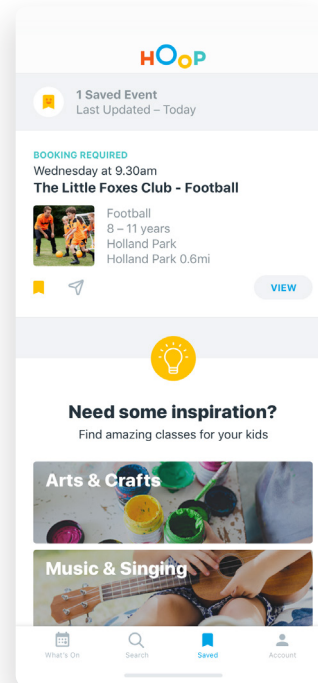 HOOP
1 Saved Event
Last Updated – Today
BOOKING REQUIRED
Wednesday at 9.30am
The Little Foxes Club - Football
Football
8 – 11 years
Holland Park
Holland Park 0.6mi
VIEW
Need some inspiration?
Find amazing classes for your kids
Arts & Crafts
Music & Singing
What's On
Search
Saved
Account